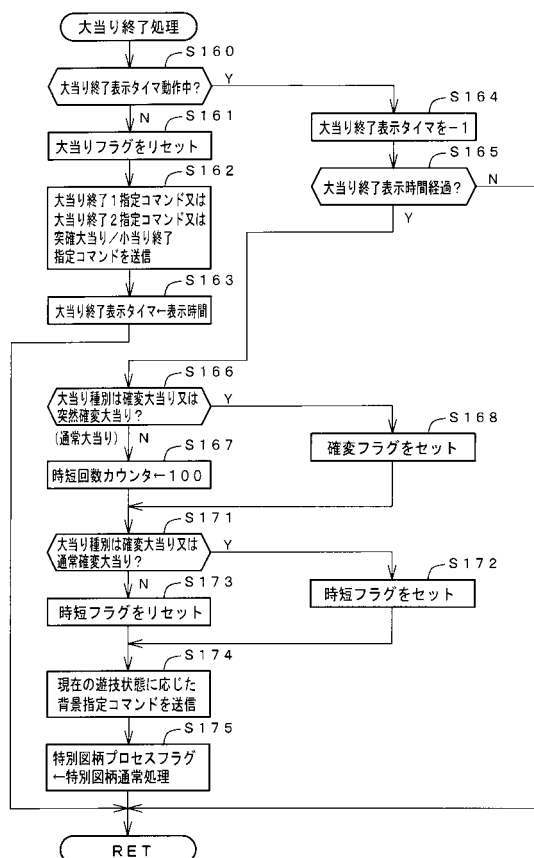 大当り終了処理
S160
大当り終了表示タイマ動作中?
Y
N
S161
大当りフラグをリセット
S162
大当り終了1指定コマンド又は
大当り終了2指定コマンド又は
突確大当り/小当り終了
指定コマンドを送信
S163
大当り終了表示タイマ←表示時間
S164
大当り終了表示タイマを-1
S165
大当り終了表示時間経過?
N
Y
S166
大当り種別は確変大当り又は
突然確変大当り?
Y
(通常大当り)
N
S167
時短回数カウンタ←100
S168
確変フラグをセット
S171
大当り種別は確変大当り又は
通常確変大当り?
Y
N
S172
時短フラグをセット
S173
時短フラグをリセット
S174
現在の遊技状態に応じた
背景指定コマンドを送信
S175
特別図柄プロセスフラグ
←特別図柄通常処理
RET